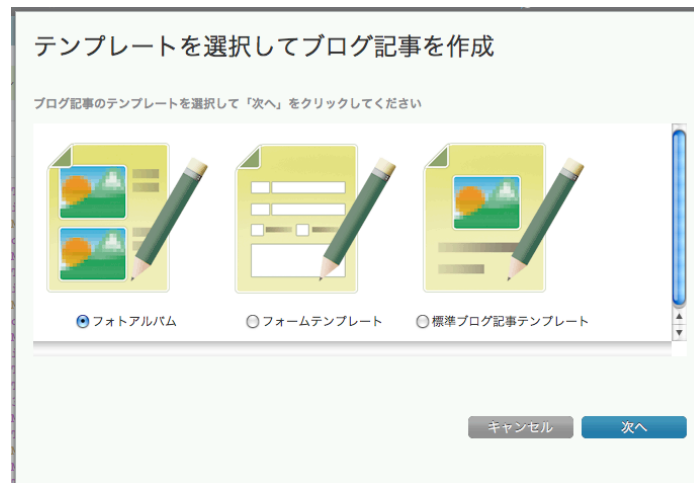 テンプレートを選択してブログ記事を作成
ブログ記事のテンプレートを選択して「次へ」をクリックしてください
フォトアルバム
フォームテンプレート
標準ブログ記事テンプレート
キャンセル
次へ